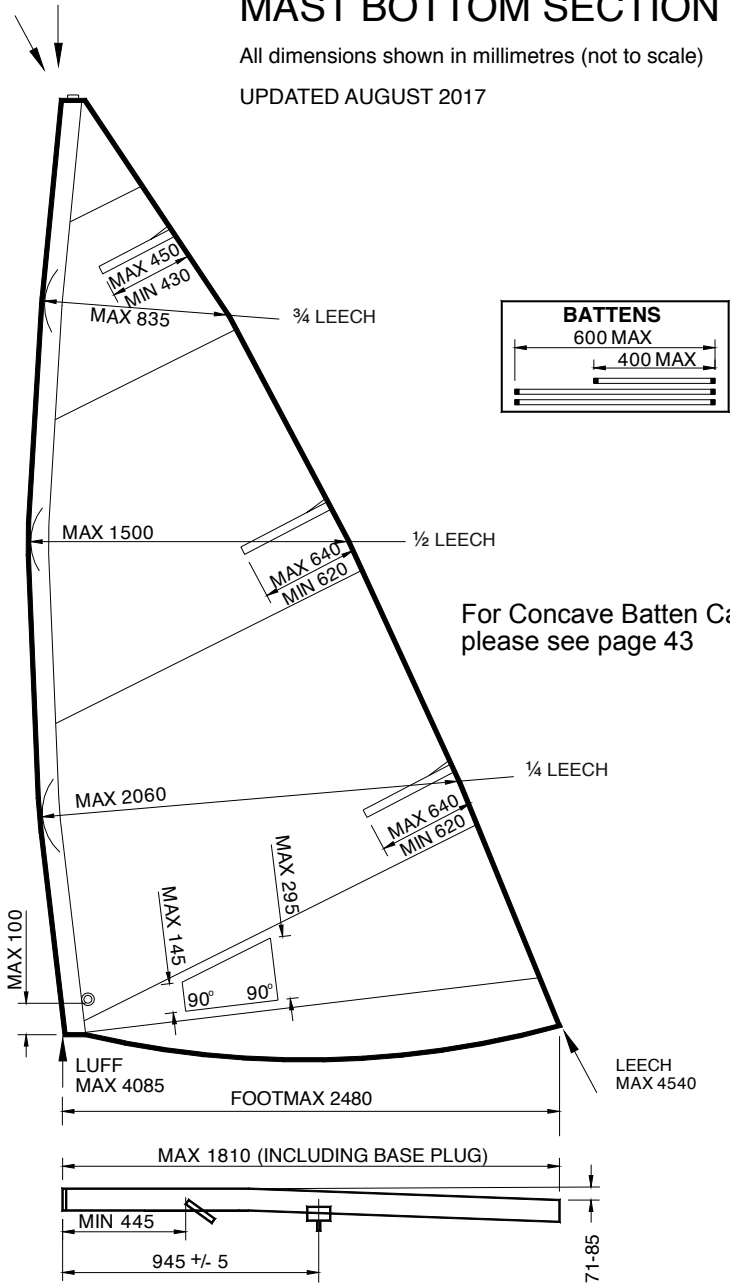 MAST BOTTOM SECTION
All dimensions shown in millimetres (not to scale)
UPDATED AUGUST 2017
MAX 450
MIN 430
MAX 835
¾ LEECH
BATTENS
600 MAX
400 MAX
MAX 1500
½ LEECH
MAX 640
MIN 620
For Concave Batten
please see page 43
¼ LEECH
MAX 2060
MAX 640
MIN 620
MAX 295
MAX 145
MAX 100
90°
90°
LUFF
MAX 4085
LEECH
MAX 4540
FOOTMAX 2480
MAX 1810 (INCLUDING BASE PLUG)
MIN 445
945 +/- 5
71-85